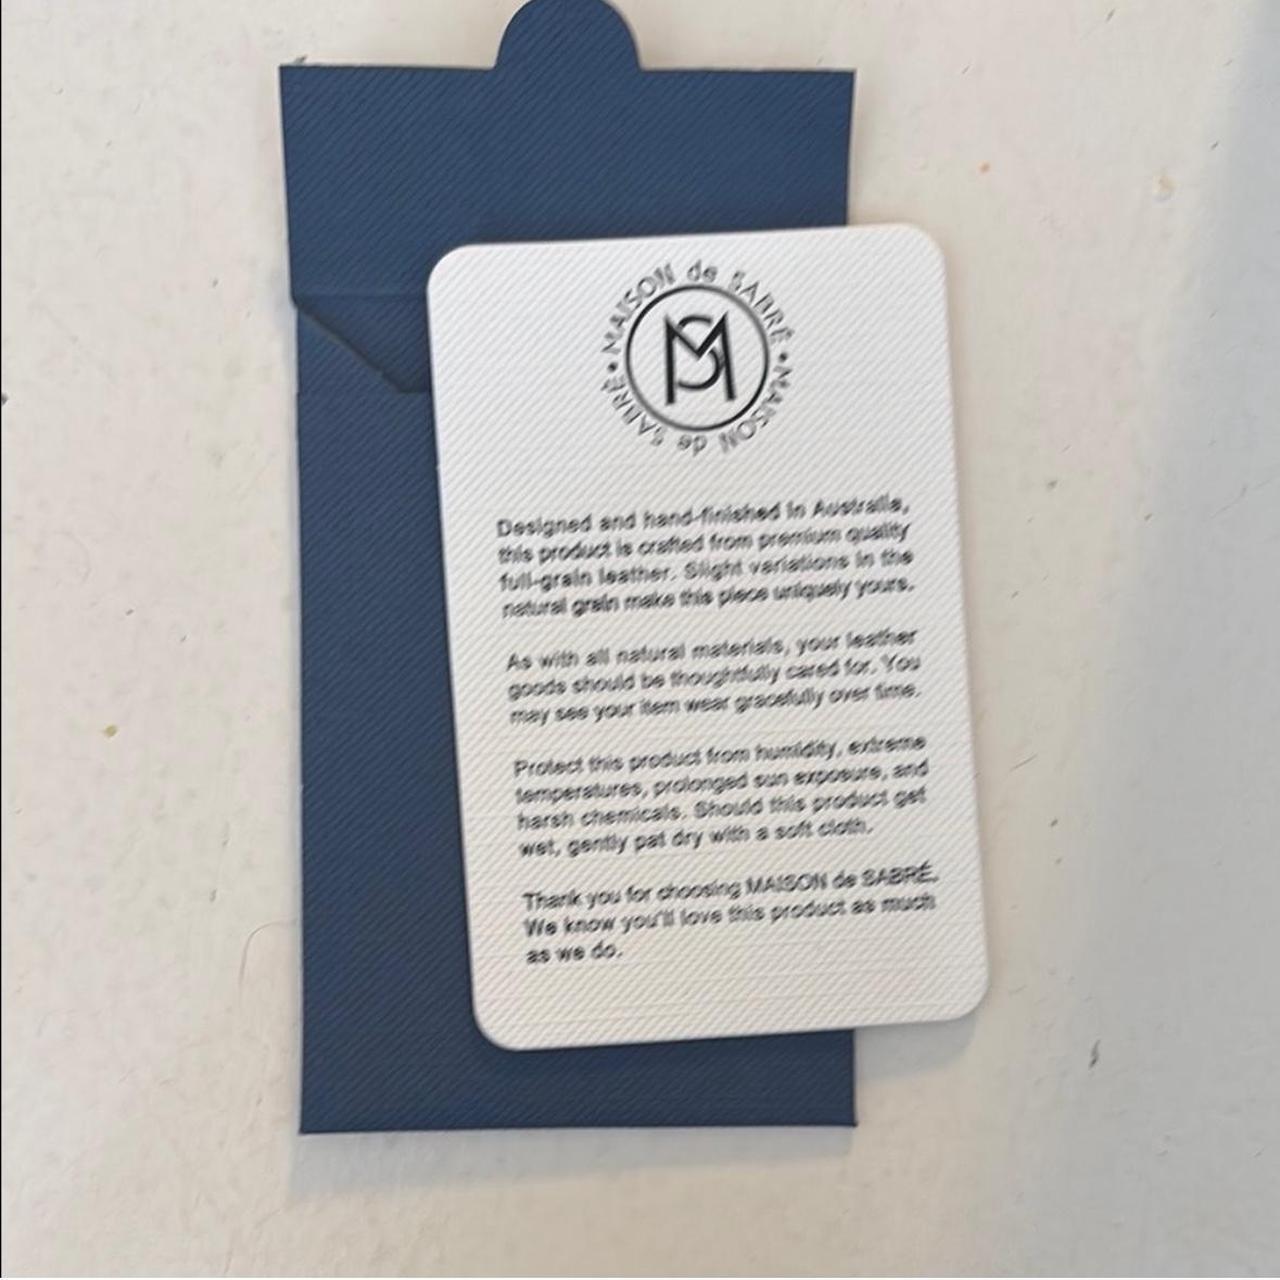 MAISON de SABRÉ • MAISON de SABRÉ •
MS
Designed and hand-finished in Australia,
this product is crafted from premium quality
full-grain leather. Slight variations in the
natural grain make this piece uniquely yours.
As with all natural materials, your leather
goods should be thoughtfully cared for. You
may see your item wear gracefully over time.
Protect this product from humidity, extreme
temperatures, prolonged sun exposure, and
harsh chemicals. Should this product get
wet, gently pat dry with a soft cloth.
Thank you for choosing MAISON de SABRÉ.
We know you'll love this product as much
as we do.